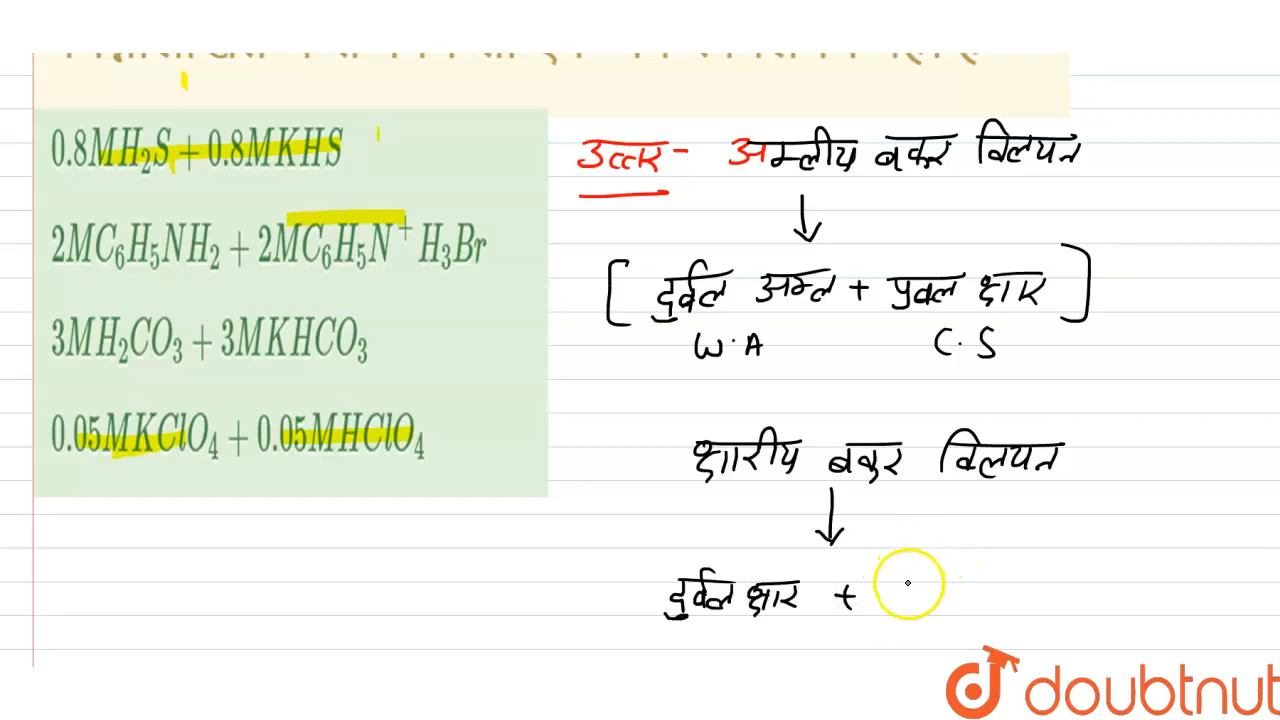 0.8MH₂S + 0.8MKHS
2MC₆H₅NH₂ + 2MC₆H₅N⁺H₃Br
3MH₂CO₃ + 3MKHCO₃
0.05MKClO₄ + 0.05MHClO₄
उत्तर - अम्लीय बफर विलयन
[ दुर्बल अम्ल + प्रबल क्षार ]
W.A C.S
क्षारीय बफर विलयन
दुर्बल क्षार +
doubtnut